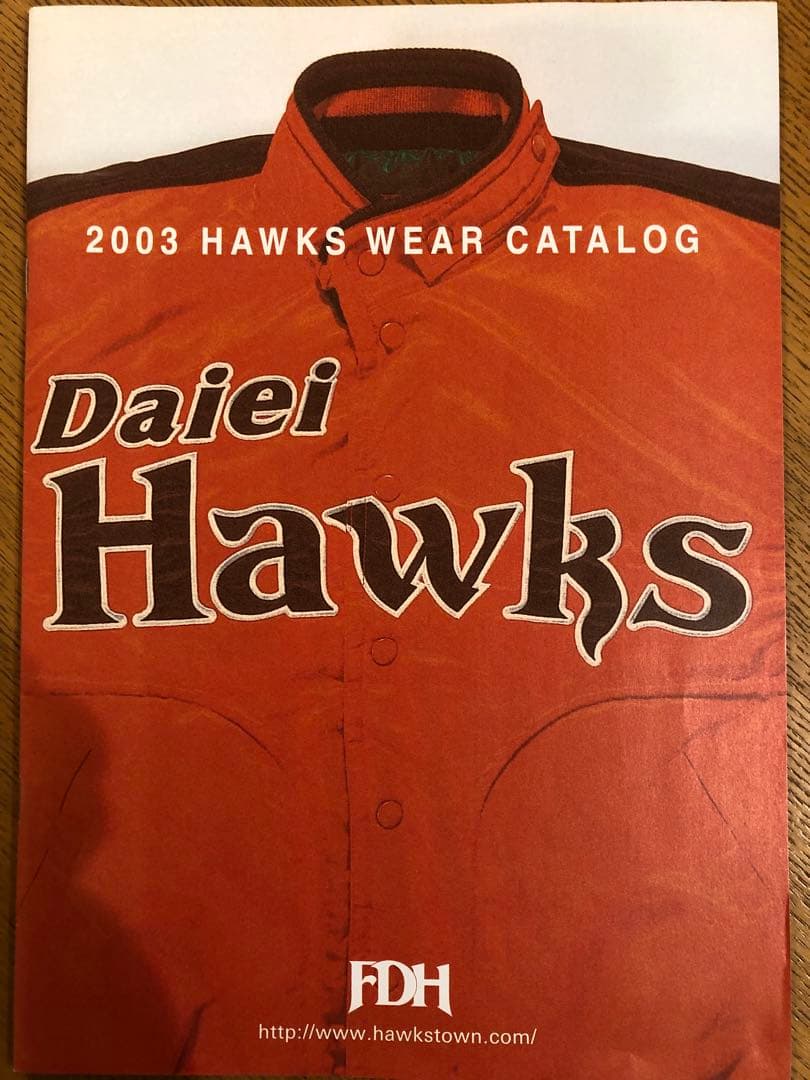 2003 HAWKS WEAR CATALOG
Daiei
Hawks
FDH
http://www.hawkstown.com/